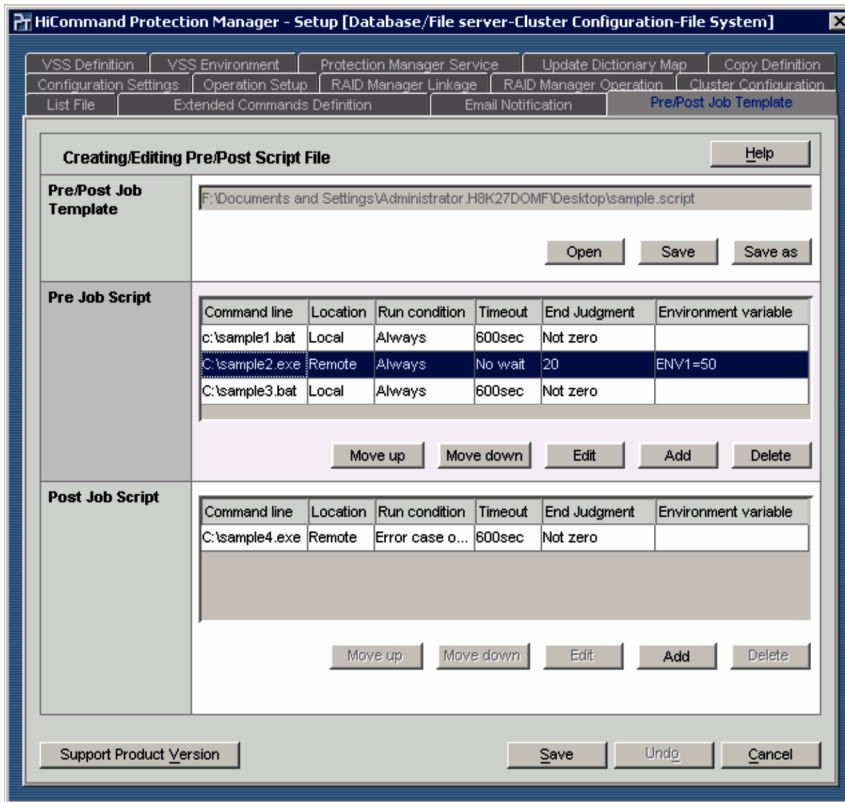 HiCommand Protection Manager - Setup [Database/File server-Cluster Configuration-File System]
VSS Definition VSS Environment Protection Manager Service Update Dictionary Map Copy Definition
Configuration Settings Operation Setup RAID Manager Linkage RAID Manager Operation Cluster Configuration
List File Extended Commands Definition Email Notification Pre/Post Job Template
Creating/Editing Pre/Post Script File Help
Pre/Post Job
Template
F:\Documents and Settings\Administrator.H8K27DOMF\Desktop\sample.script
Open Save Save as
Pre Job Script
Command line Location Run condition Timeout End Judgment Environment variable
c:\sample1.bat Local Always 600sec Not zero
C:\sample2.exe Remote Always No wait 20 ENV1=50
C:\sample3.bat Local Always 600sec Not zero
Move up Move down Edit Add Delete
Post Job Script
Command line Location Run condition Timeout End Judgment Environment variable
C:\sample4.exe Remote Error case o... 600sec Not zero
Move up Move down Edit Add Delete
Support Product Version Save Undo Cancel